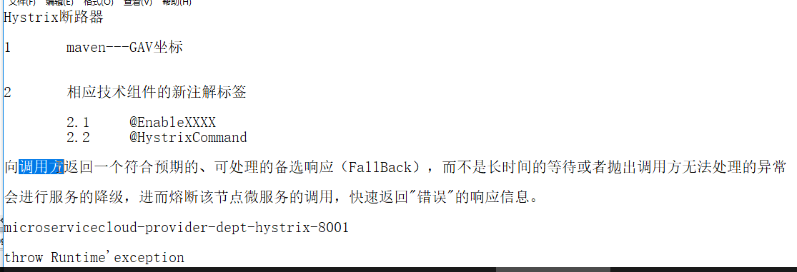 文件(F) 编辑(E) 格式(O) 查看(V) 帮助(H)
Hystrix断路器
1 maven---GAV坐标
2 相应技术组件的新注解标签
2.1 @EnableXXXX
2.2 @HystrixCommand
向调用方返回一个符合预期的、可处理的备选响应（FallBack），而不是长时间的等待或者抛出调用方无法处理的异常
会进行服务的降级，进而熔断该节点微服务的调用，快速返回"错误"的响应信息。
microservicecloud-provider-dept-hystrix-8001
throw Runtime'exception